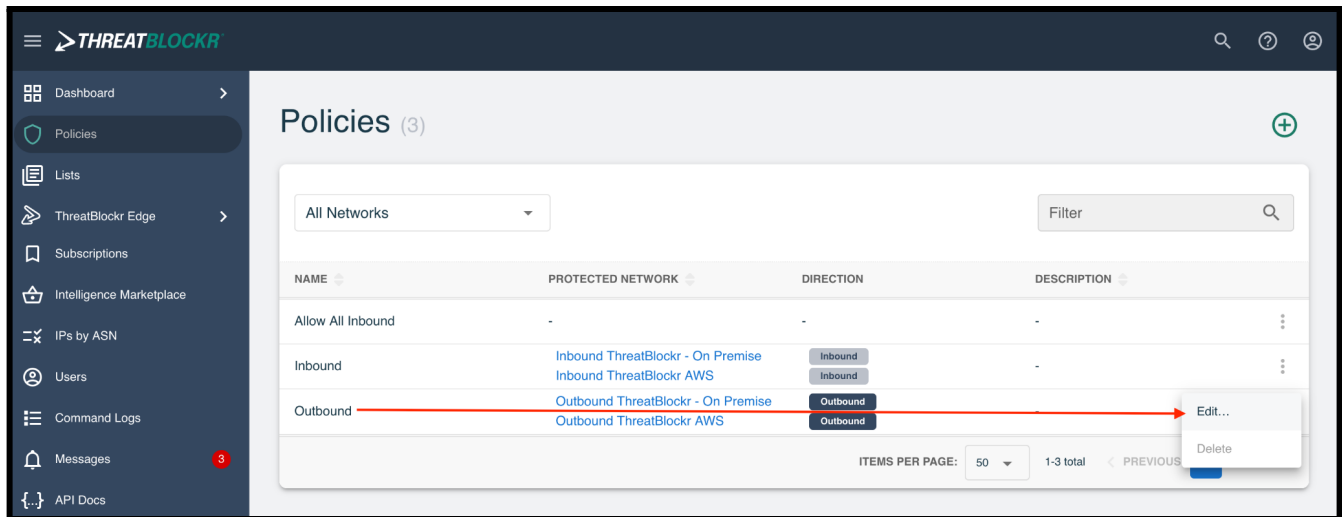 THREATBLOCKR
Dashboard
Policies
Lists
ThreatBlockr Edge
Subscriptions
Intelligence Marketplace
IPs by ASN
Users
Command Logs
Messages 3
{...} API Docs
Policies (3)
All Networks
Filter
NAME PROTECTED NETWORK DIRECTION DESCRIPTION
Allow All Inbound - - -
Inbound Inbound ThreatBlockr - On Premise Inbound -
Inbound ThreatBlockr AWS Inbound
Outbound Outbound ThreatBlockr - On Premise Outbound -
Outbound ThreatBlockr AWS Outbound
Edit...
Delete
ITEMS PER PAGE: 50 1-3 total < PREVIOUS